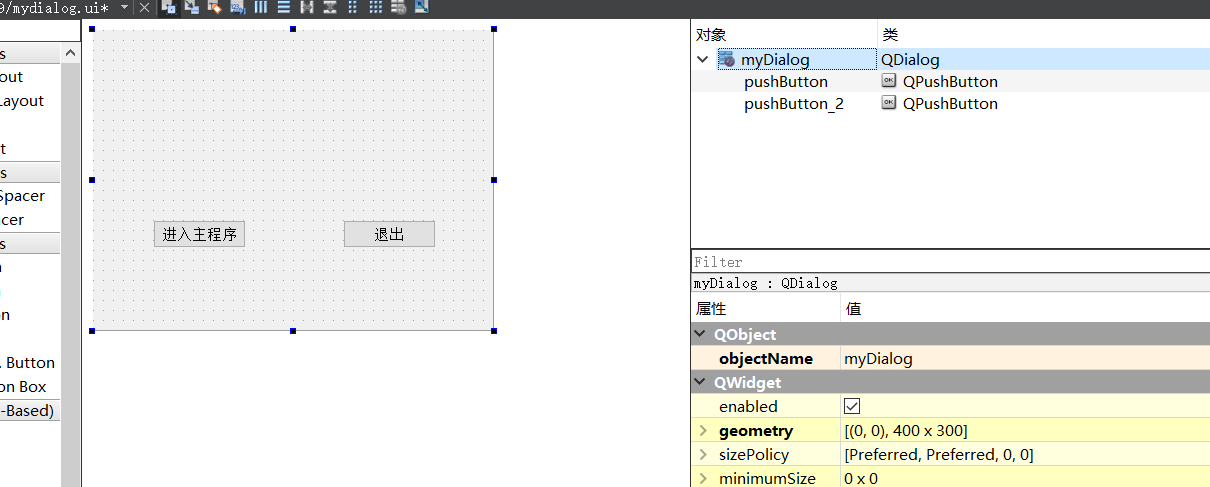 9/mydialog.ui*
s
out
Layout
t
s
Spacer
cer
s
n
on
. Button
on Box
-Based)
进入主程序
退出
对象 类
myDialog QDialog
pushButton QPushButton
pushButton_2 QPushButton
Filter
myDialog : QDialog
属性 值
QObject
objectName myDialog
QWidget
enabled
geometry [(0, 0), 400 x 300]
sizePolicy [Preferred, Preferred, 0, 0]
minimumSize 0 x 0